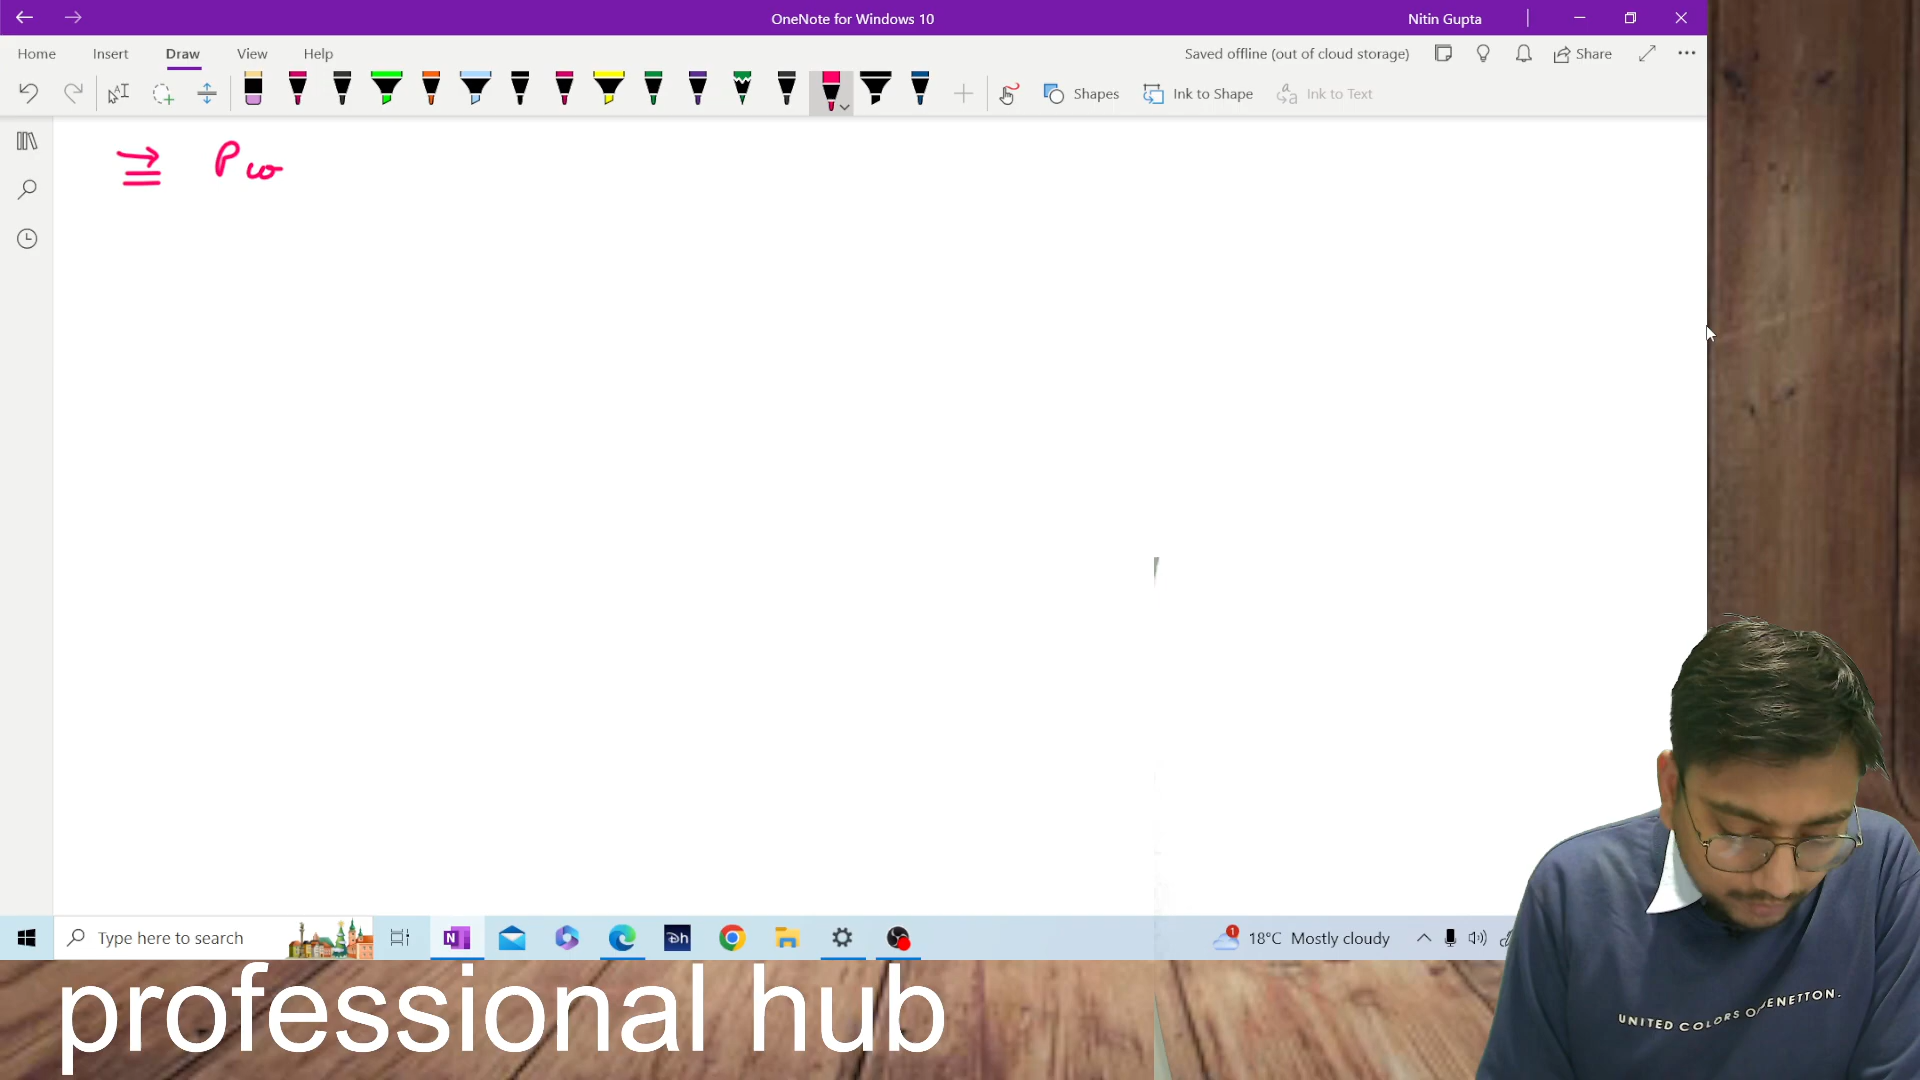 OneNote for Windows 10
Nitin Gupta
Home Insert Draw View Help
Saved offline (out of cloud storage)
Share
Shapes
Ink to Shape
Ink to Text
Type here to search
18°C Mostly cloudy
professional hub
UNITED COLORS OF BENETTON.